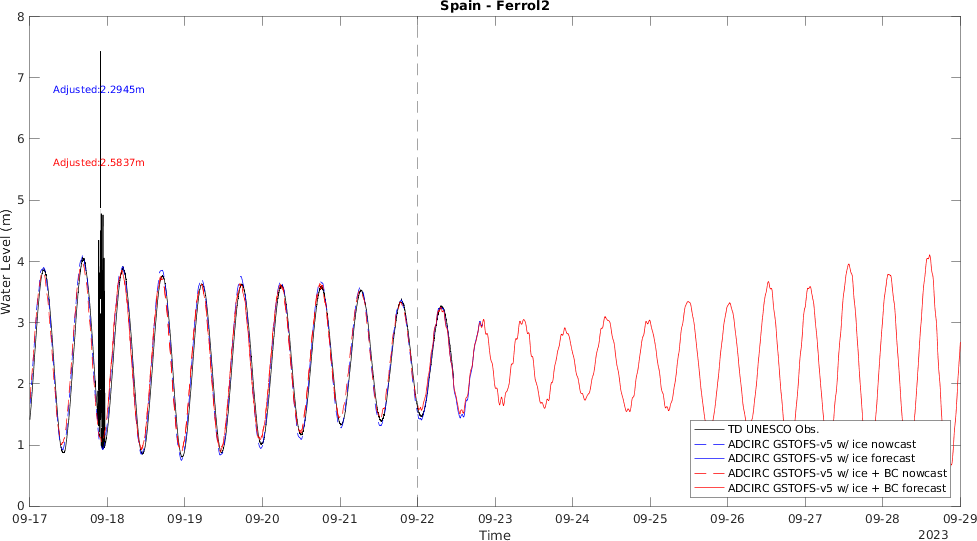 Spain - Ferrol2
8
7
6
5
4
3
2
1
0
Water Level (m)
Adjusted:2.2945m
Adjusted:2.5837m
TD UNESCO Obs.
ADCIRC GSTOFS-v5 w/ ice nowcast
ADCIRC GSTOFS-v5 w/ ice forecast
ADCIRC GSTOFS-v5 w/ ice + BC nowcast
ADCIRC GSTOFS-v5 w/ ice + BC forecast
09-17 09-18 09-19 09-20 09-21 09-22 09-23 09-24 09-25 09-26 09-27 09-28 09-29
Time
2023